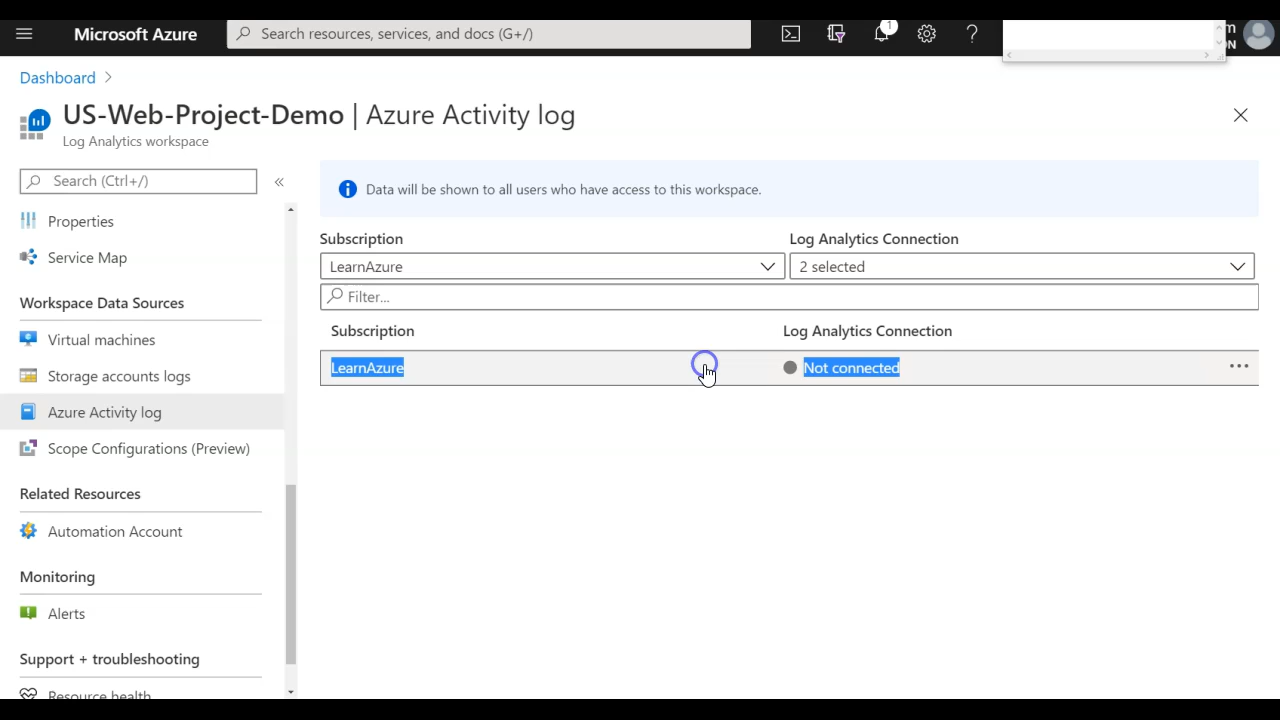 Microsoft Azure
Search resources, services, and docs (G+/)
1
Dashboard
US-Web-Project-Demo | Azure Activity log
Log Analytics workspace
Search (Ctrl+/)
Data will be shown to all users who have access to this workspace.
Properties
Service Map
Workspace Data Sources
Virtual machines
Storage accounts logs
Azure Activity log
Scope Configurations (Preview)
Related Resources
Automation Account
Monitoring
Alerts
Support + troubleshooting
Resource health
Subscription
Log Analytics Connection
LearnAzure
2 selected
Filter...
Subscription
Log Analytics Connection
LearnAzure
Not connected